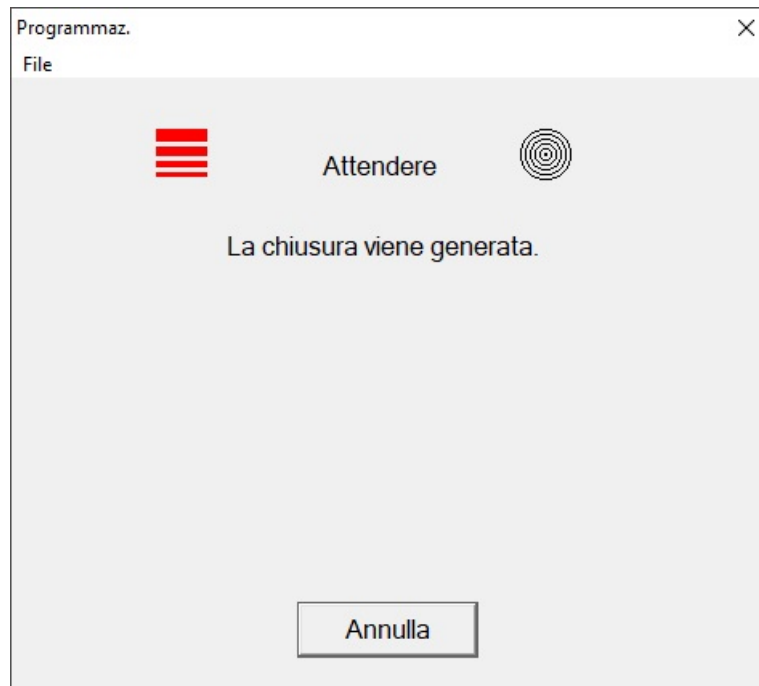 Programmaz.
File
Attendere
La chiusura viene generata.
Annulla